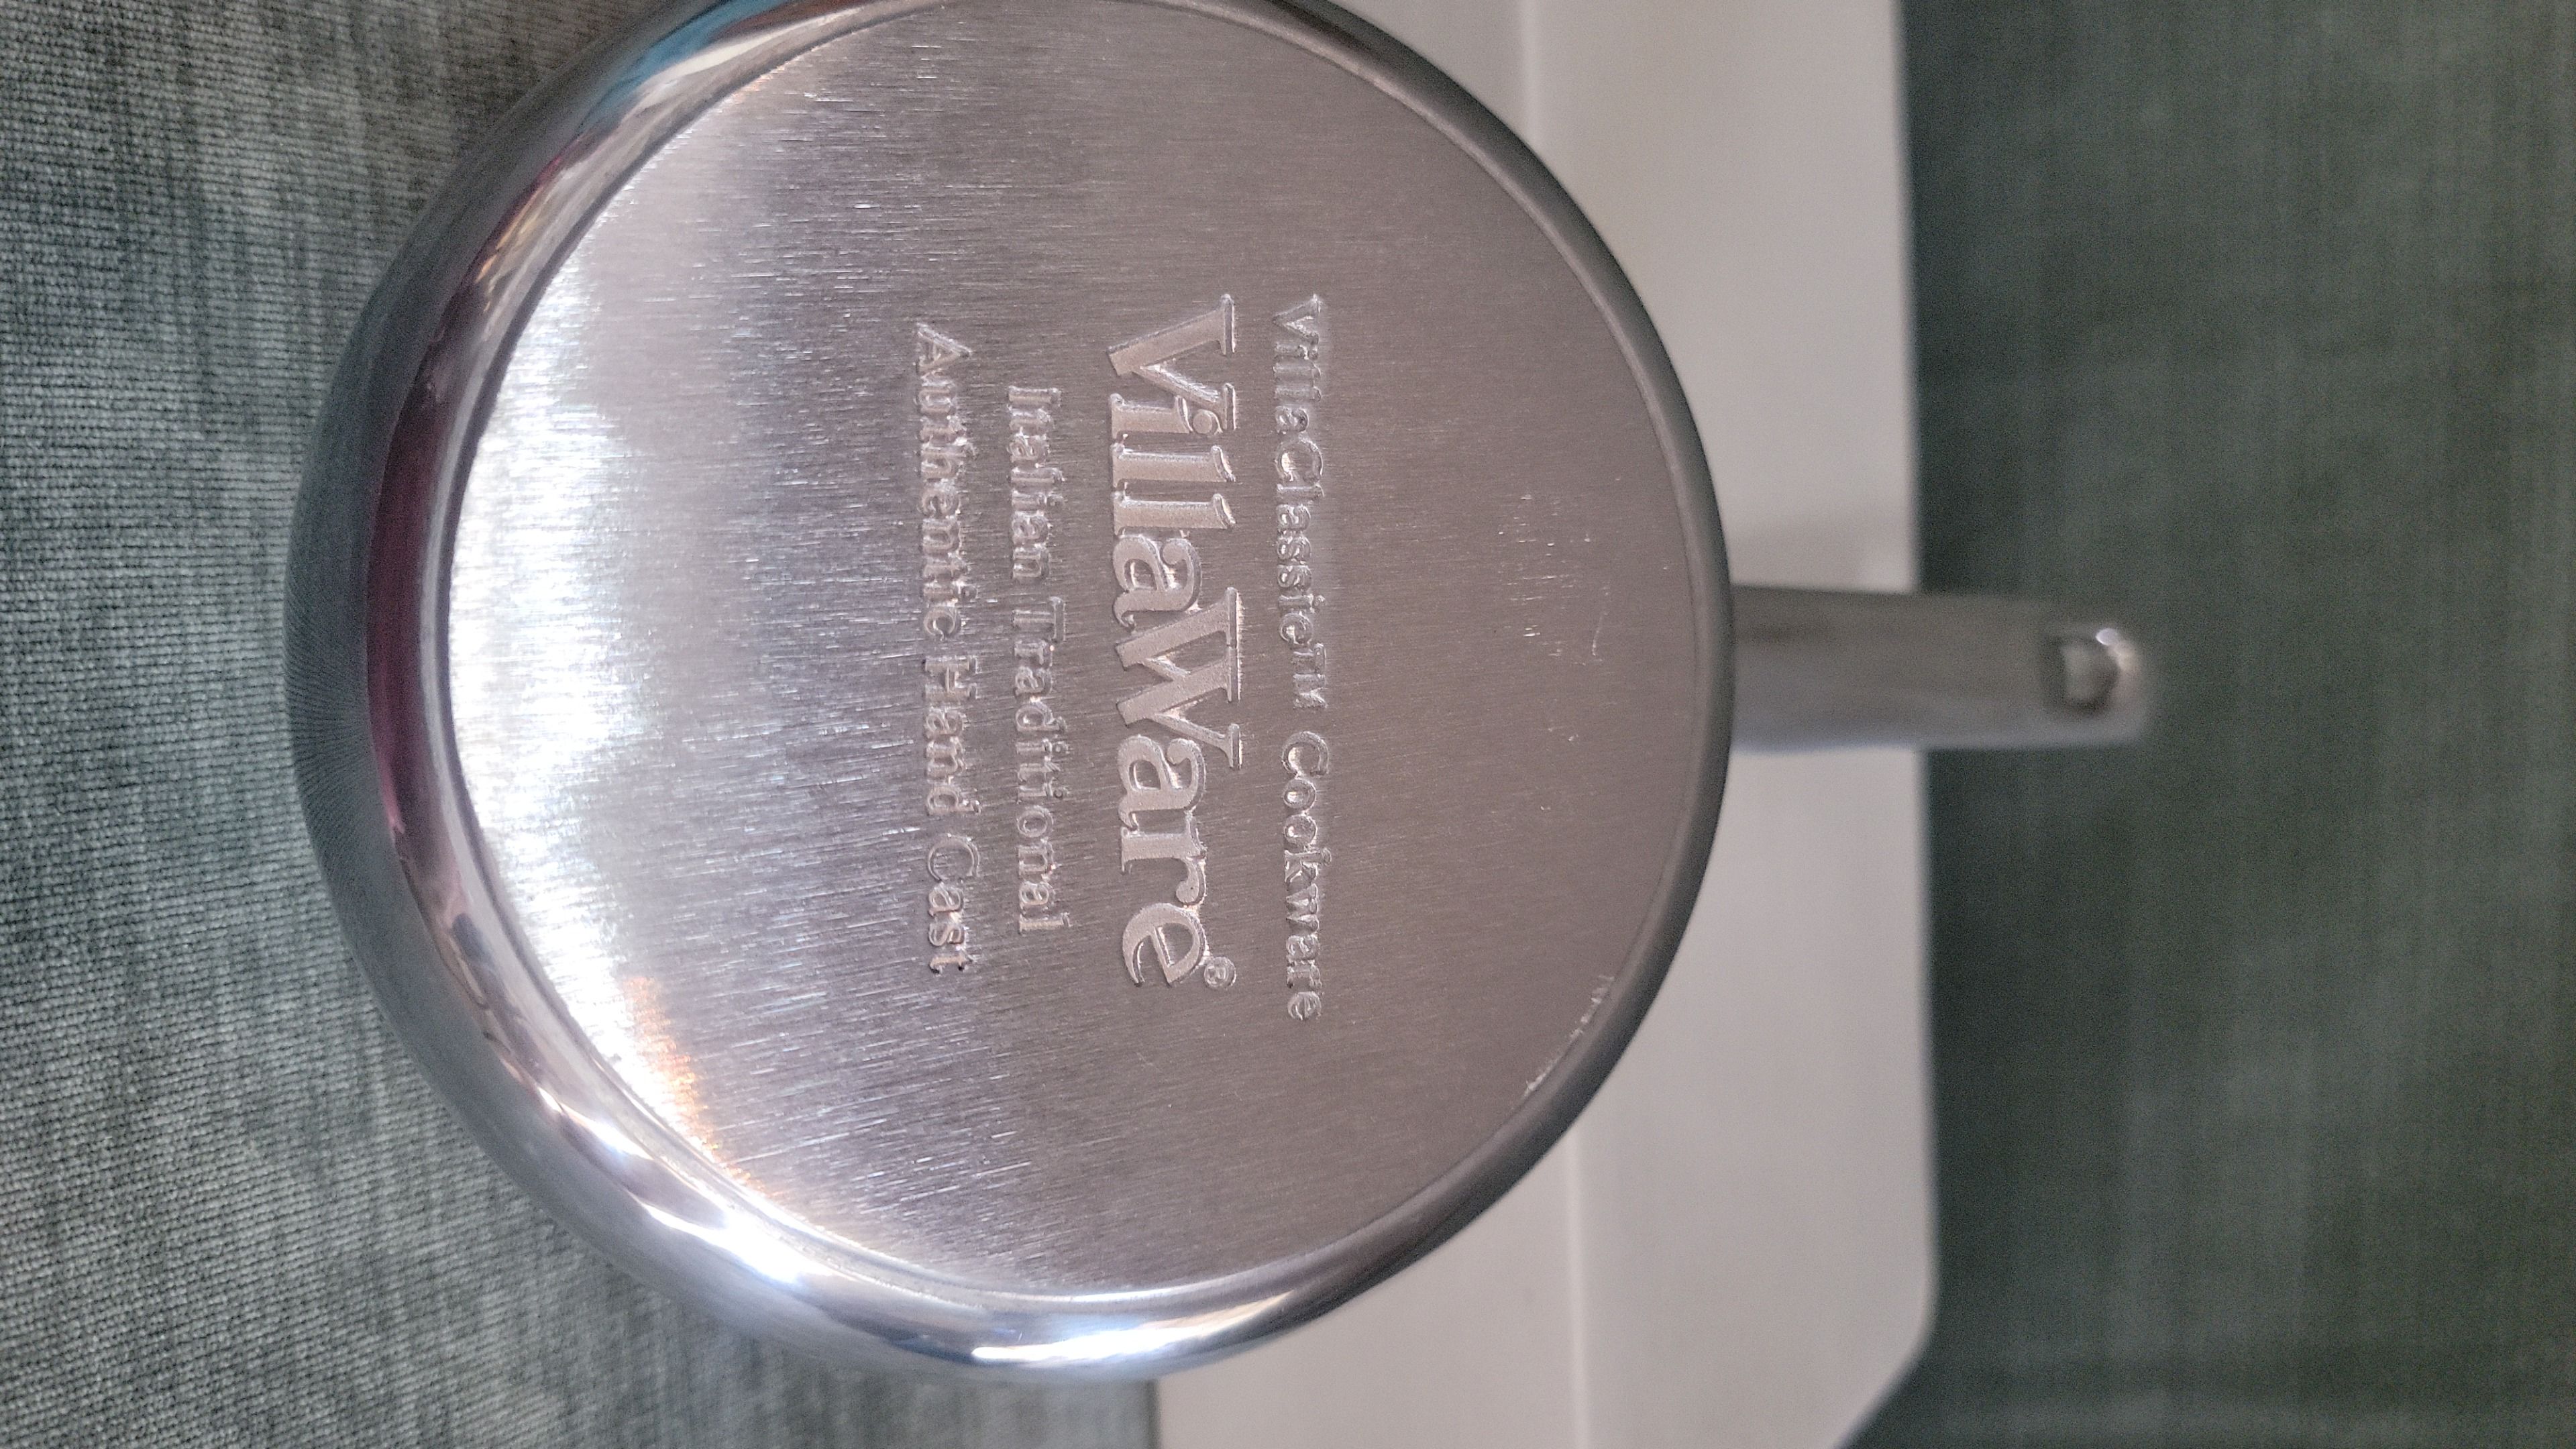 VillaClassic™ Cookware
VillaWare®
Italian Traditional
Authentic Hand Cast